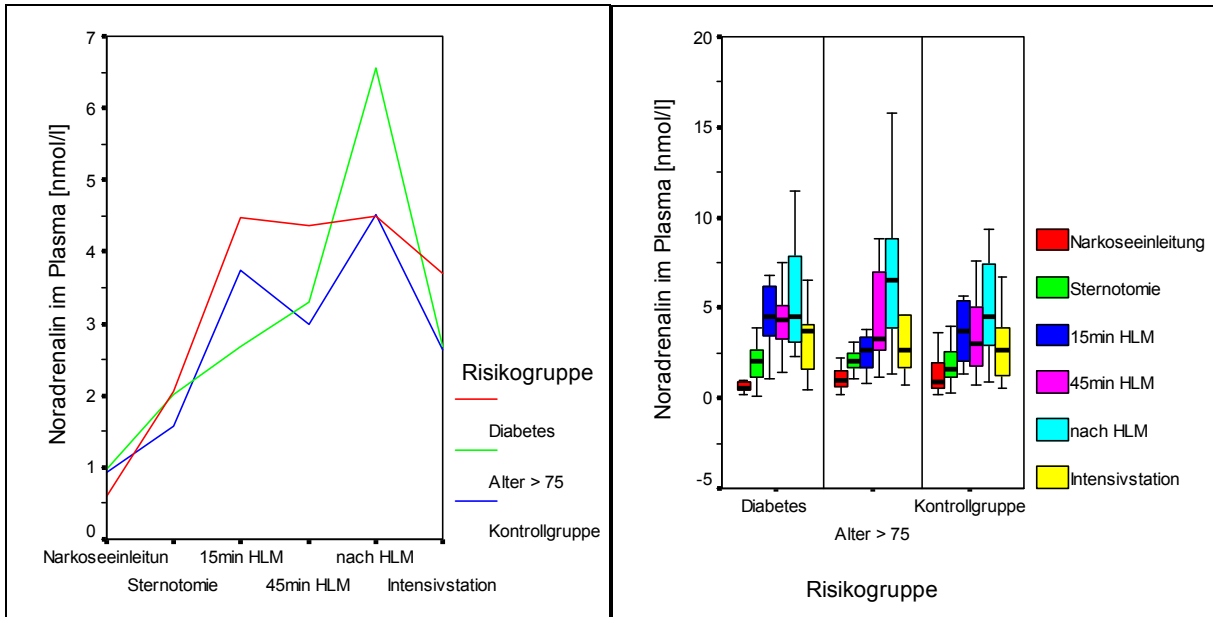 7
6
5
4
3
2
1
0
Noradrenalin im Plasma [nmol/l]
Narkoseeinleitun
Sternotomie
15min HLM
45min HLM
nach HLM
Intensivstation
Risikogruppe
Diabetes
Alter > 75
Kontrollgruppe
20
15
10
5
0
-5
Noradrenalin im Plasma [nmol/l]
Diabetes
Alter > 75
Kontrollgruppe
Risikogruppe
Narkoseeinleitung
Sternotomie
15min HLM
45min HLM
nach HLM
Intensivstation